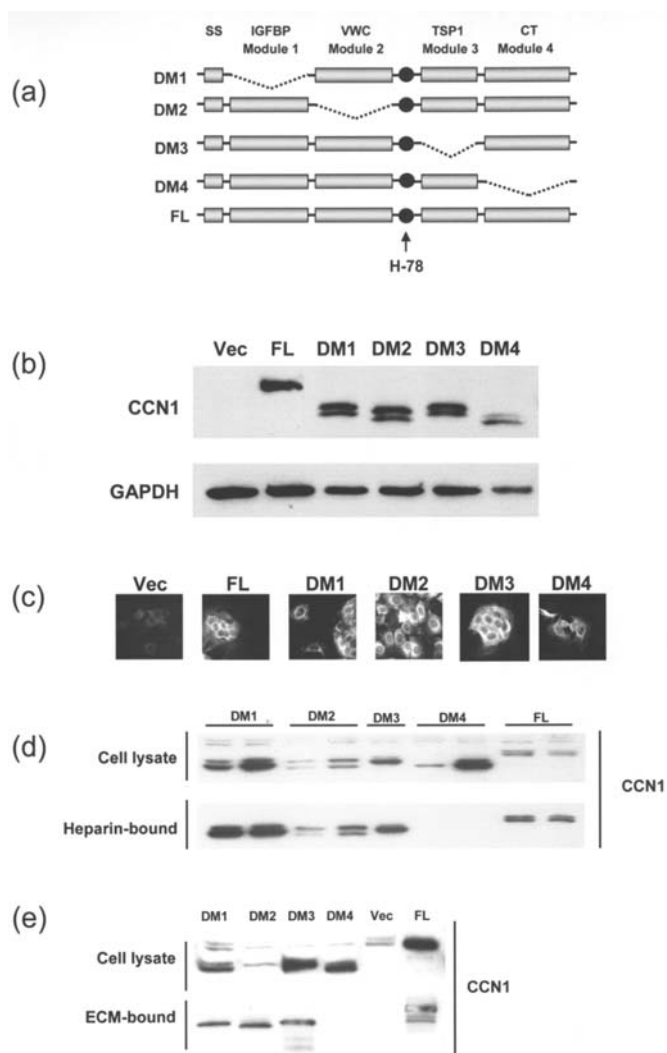 SS IGFBP VWC TSP1 CT
Module 1 Module 2 Module 3 Module 4
(a)
DM1
DM2
DM3
DM4
FL
H-78
(b)
Vec FL DM1 DM2 DM3 DM4
CCN1
GAPDH
(c)
Vec FL DM1 DM2 DM3 DM4
(d)
DM1 DM2 DM3 DM4 FL
Cell lysate
CCN1
Heparin-bound
(e)
DM1 DM2 DM3 DM4 Vec FL
Cell lysate
CCN1
ECM-bound